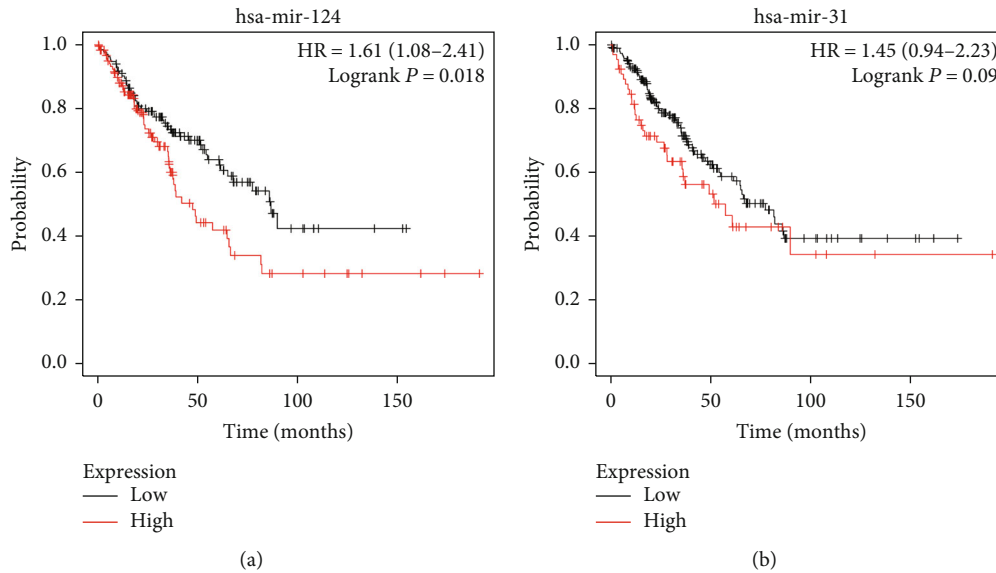 hsa-mir-124
HR = 1.61 (1.08–2.41)
Logrank P = 0.018
Probability
1.0
0.8
0.6
0.4
0.2
0.0
0
50
100
150
Time (months)
Expression
Low
High
(a)
hsa-mir-31
HR = 1.45 (0.94–2.23)
Logrank P = 0.09
Probability
1.0
0.8
0.6
0.4
0.2
0.0
0
50
100
150
Time (months)
Expression
Low
High
(b)